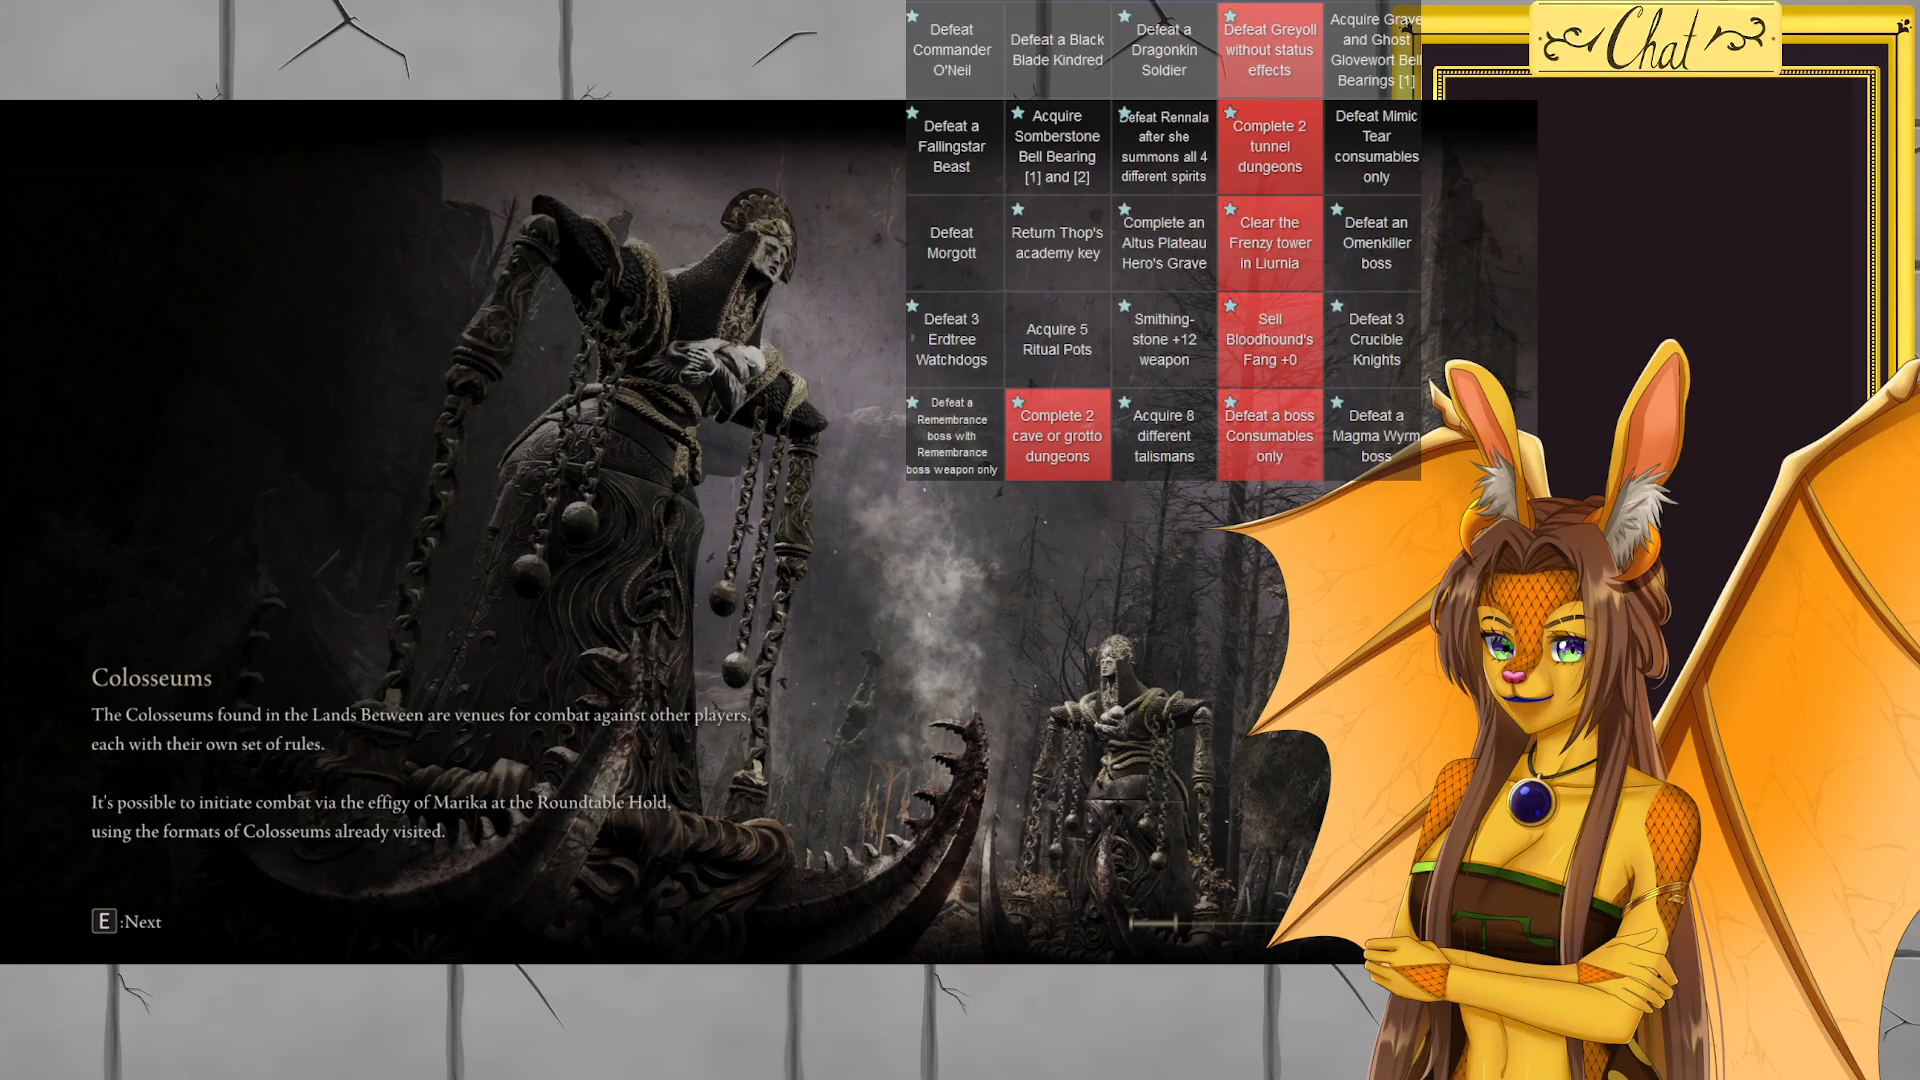 Chat
Defeat
Commander
O'Neil
Defeat a Black
Blade Kindred
Defeat a
Dragonkin
Soldier
Defeat Greyoll
without status
effects
Acquire Grave
and Ghost
Glovewort Bell
Bearings [1]
Defeat a
Fallingstar
Beast
Acquire
Somberstone
Bell Bearing
[1] and [2]
Defeat Rennala
after she
summons all 4
different spirits
Complete 2
tunnel
dungeons
Defeat Mimic
Tear
consumables
only
Defeat
Morgott
Return Thop's
academy key
Complete an
Altus Plateau
Hero's Grave
Clear the
Frenzy tower
in Liurnia
Defeat an
Omenkiller
boss
Defeat 3
Erdtree
Watchdogs
Acquire 5
Ritual Pots
Smithing-
stone +12
weapon
Sell
Bloodhound's
Fang +0
Defeat 3
Crucible
Knights
Defeat a
Remembrance
boss with
Remembrance
boss weapon only
Complete 2
cave or grotto
dungeons
Acquire 8
different
talismans
Defeat a boss
Consumables
only
Defeat a
Magma Wyrm
boss
Colosseums
The Colosseums found in the Lands Between are venues for combat against other players,
each with their own set of rules.
It's possible to initiate combat via the effigy of Marika at the Roundtable Hold,
using the formats of Colosseums already visited.
E :Next